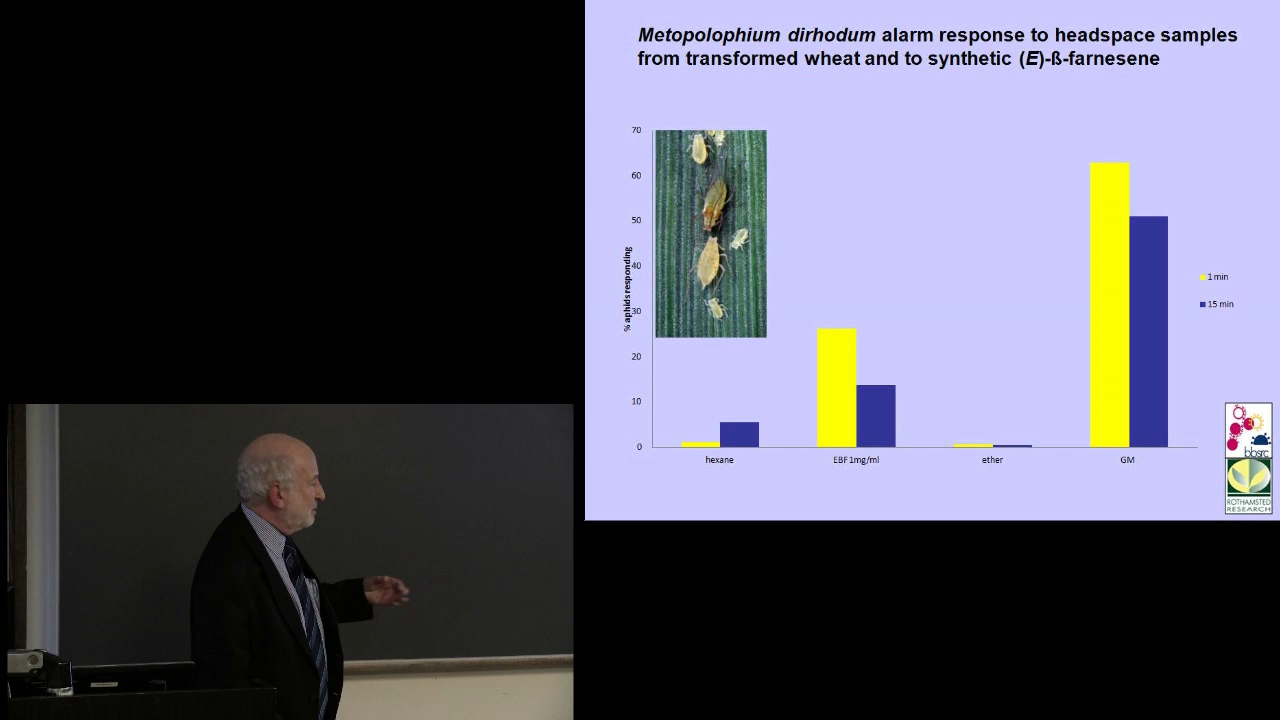 Metopolophium dirhodum alarm response to headspace samples
from transformed wheat and to synthetic (E)-ß-farnesene
70
60
50
40
30
20
10
0
% aphids responding
hexane
EBF 1mg/ml
ether
GM
1 min
15 min
bbsrc
ROTHAMSTED
RESEARCH